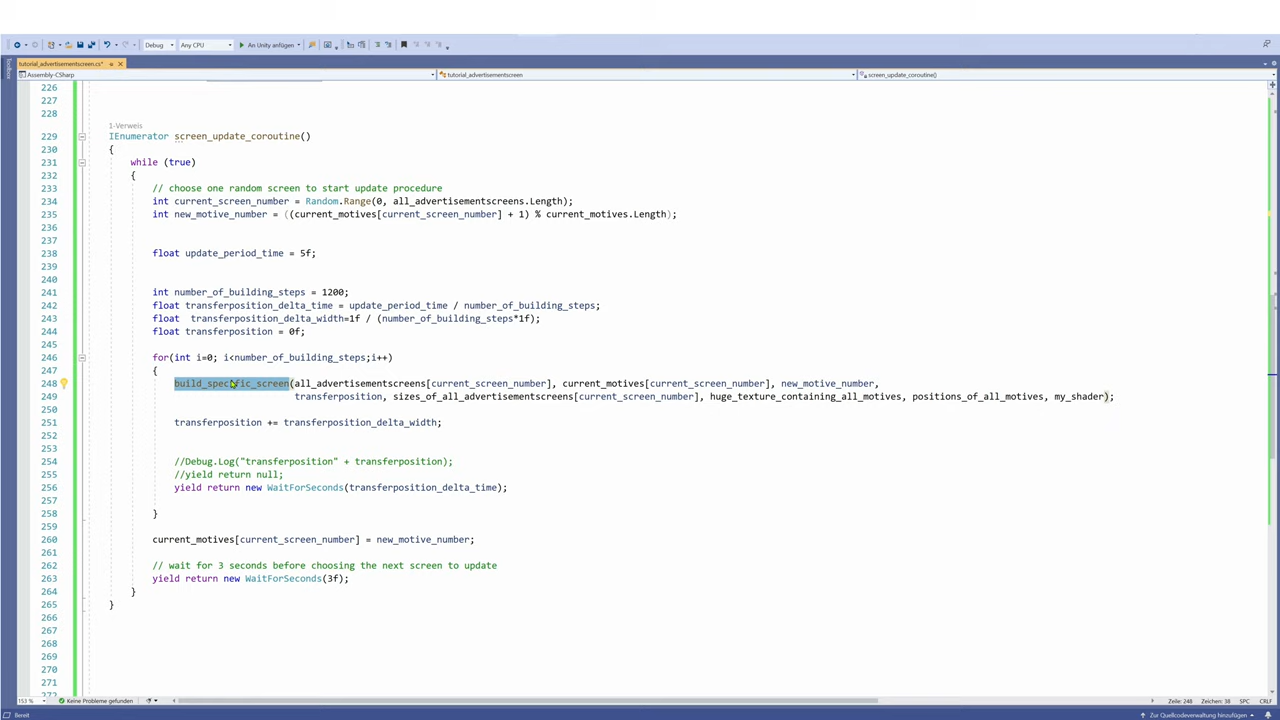 Debug Any CPU An Unity anfügen
tutorial_advertisementscreen.cs*
Assembly-CSharp tutorial_advertisementscreen screen_update_coroutine()
226
227
228
1-Verweis
229 IEnumerator screen_update_coroutine()
230 {
231 while (true)
232 {
233 // choose one random screen to start update procedure
234 int current_screen_number = Random.Range(0, all_advertisementscreens.Length);
235 int new_motive_number = ((current_motives[current_screen_number] + 1) % current_motives.Length);
236
237
238 float update_period_time = 5f;
239
240
241 int number_of_building_steps = 1200;
242 float transferposition_delta_time = update_period_time / number_of_building_steps;
243 float transferposition_delta_width=1f / (number_of_building_steps*1f);
244 float transferposition = 0f;
245
246 for(int i=0; i<number_of_building_steps;i++)
247 {
248 build_specific_screen(all_advertisementscreens[current_screen_number], current_motives[current_screen_number], new_motive_number,
249 transferposition, sizes_of_all_advertisementscreens[current_screen_number], huge_texture_containing_all_motives, positions_of_all_motives, my_shader);
250
251 transferposition += transferposition_delta_width;
252
253
254 //Debug.Log("transferposition" + transferposition);
255 //yield return null;
256 yield return new WaitForSeconds(transferposition_delta_time);
257
258 }
259
260 current_motives[current_screen_number] = new_motive_number;
261
262 // wait for 3 seconds before choosing the next screen to update
263 yield return new WaitForSeconds(3f);
264 }
265 }
266
267
268
269
270
271
272
153 % Keine Probleme gefunden Zeile: 248 Zeichen: 38 SPC CRLF
Bereit Zur Quellcodeverwaltung hinzufügen